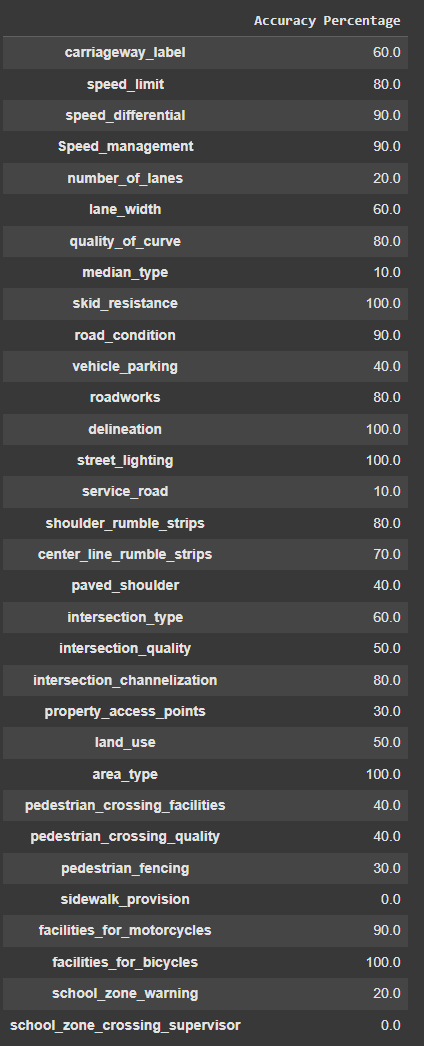 Accuracy Percentage
carriageway_label 60.0
speed_limit 80.0
speed_differential 90.0
Speed_management 90.0
number_of_lanes 20.0
lane_width 60.0
quality_of_curve 80.0
median_type 10.0
skid_resistance 100.0
road_condition 90.0
vehicle_parking 40.0
roadworks 80.0
delineation 100.0
street_lighting 100.0
service_road 10.0
shoulder_rumble_strips 80.0
center_line_rumble_strips 70.0
paved_shoulder 40.0
intersection_type 60.0
intersection_quality 50.0
intersection_channelization 80.0
property_access_points 30.0
land_use 50.0
area_type 100.0
pedestrian_crossing_facilities 40.0
pedestrian_crossing_quality 40.0
pedestrian_fencing 30.0
sidewalk_provision 0.0
facilities_for_motorcycles 90.0
facilities_for_bicycles 100.0
school_zone_warning 20.0
school_zone_crossing_supervisor 0.0